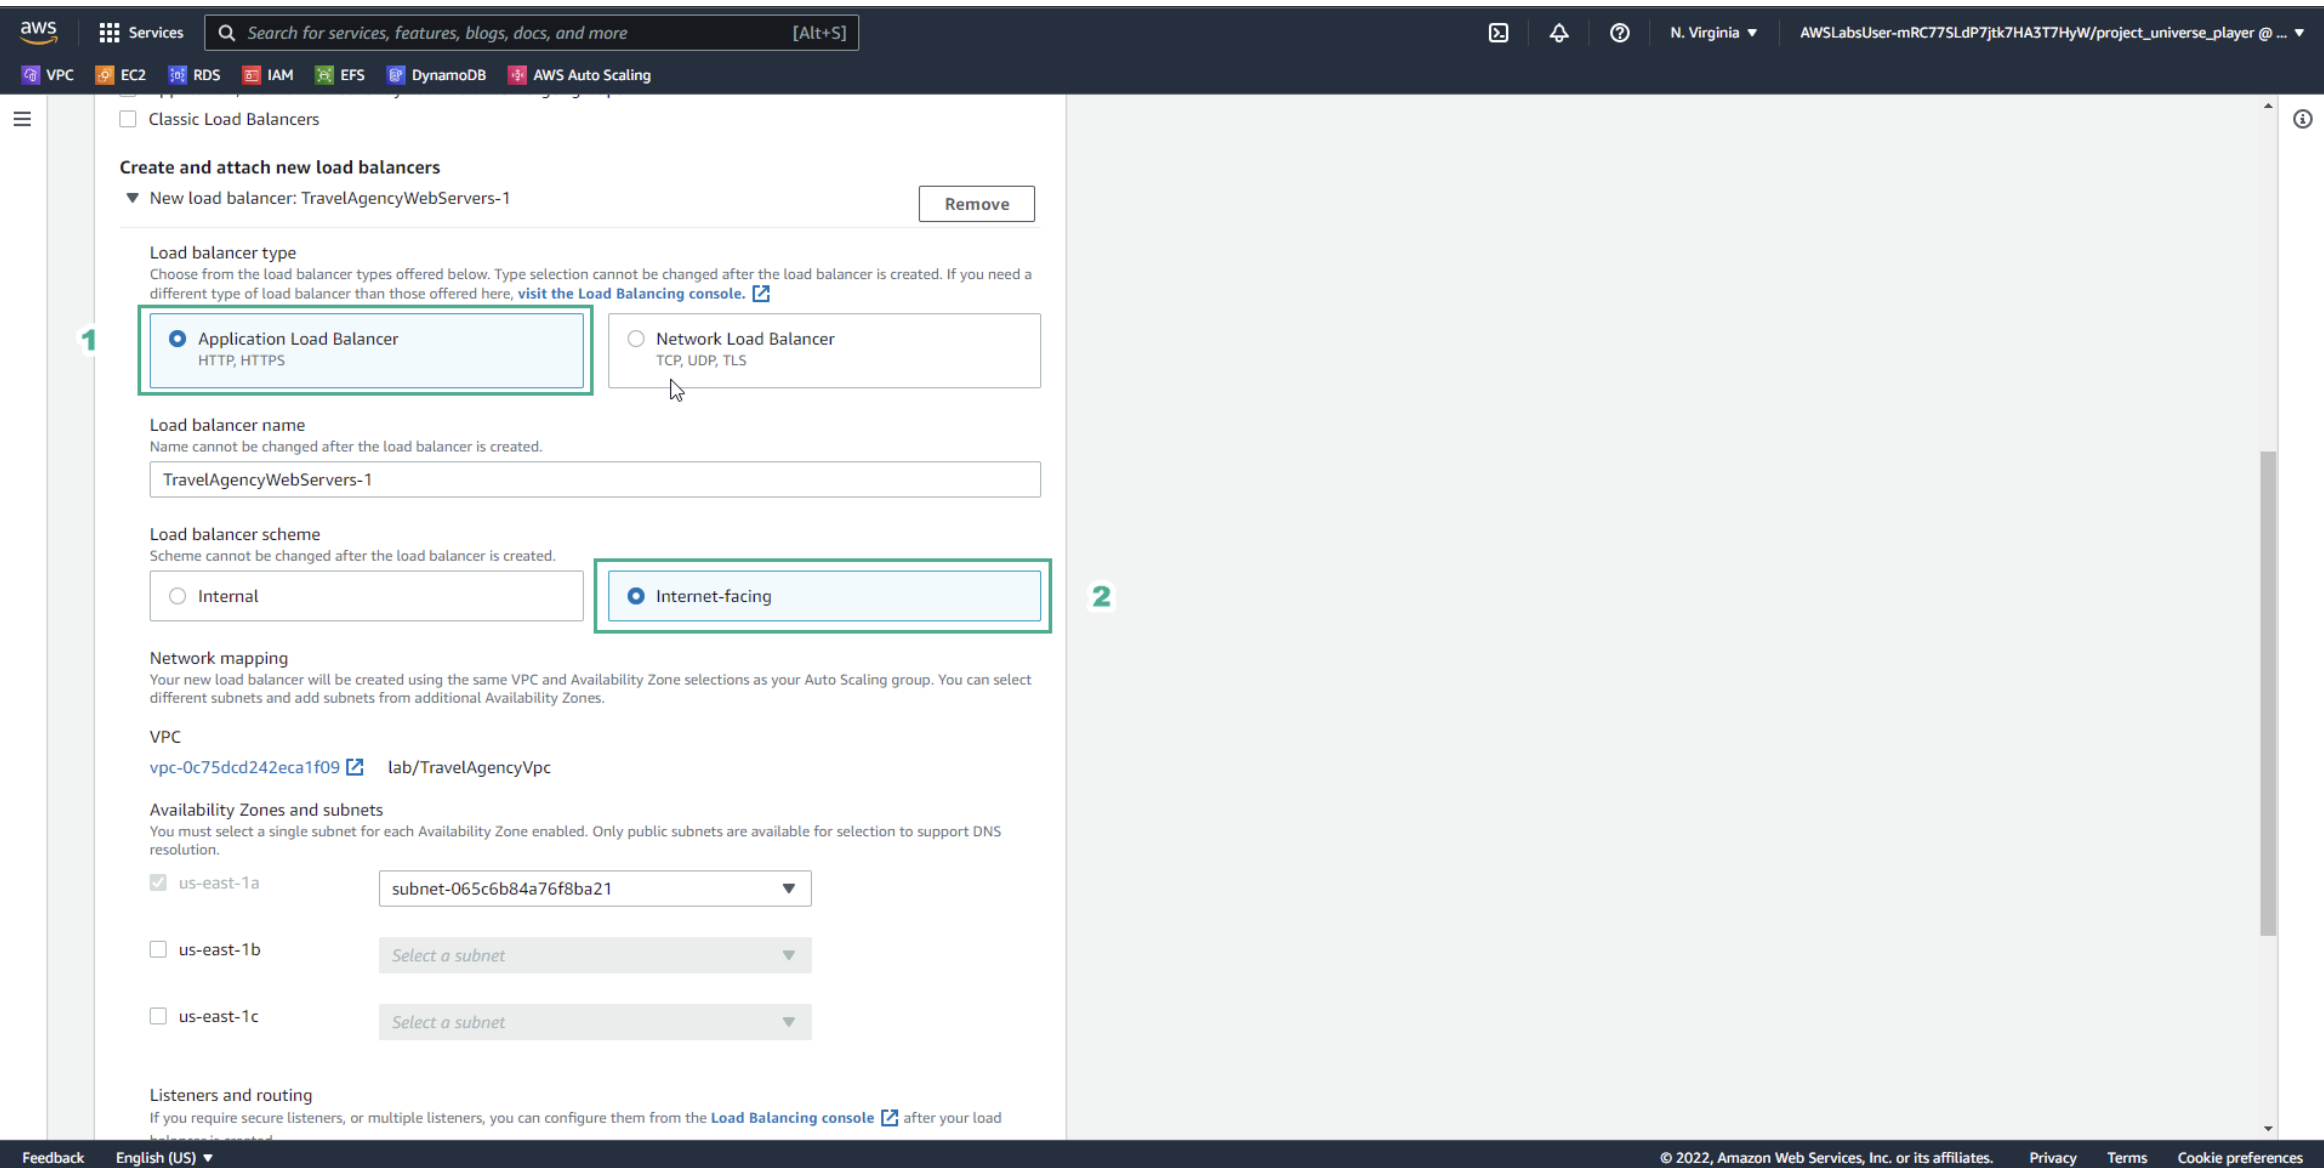 aws
Services
Search for services, features, blogs, docs, and more
[Alt+S]
N. Virginia ▼
AWSLabsUser-mRC77SLdP7jtk7HA3T7HyW/project_universe_player @ ... ▼
VPC
EC2
RDS
IAM
EFS
DynamoDB
AWS Auto Scaling
Classic Load Balancers
Create and attach new load balancers
New load balancer: TravelAgencyWebServers-1
Remove
Load balancer type
Choose from the load balancer types offered below. Type selection cannot be changed after the load balancer is created. If you need a
different type of load balancer than those offered here, visit the Load Balancing console.
1
Application Load Balancer
HTTP, HTTPS
Network Load Balancer
TCP, UDP, TLS
Load balancer name
Name cannot be changed after the load balancer is created.
TravelAgencyWebServers-1
Load balancer scheme
Scheme cannot be changed after the load balancer is created.
Internal
Internet-facing
2
Network mapping
Your new load balancer will be created using the same VPC and Availability Zone selections as your Auto Scaling group. You can select
different subnets and add subnets from additional Availability Zones.
VPC
vpc-0c75dcd242eca1f09
lab/TravelAgencyVpc
Availability Zones and subnets
You must select a single subnet for each Availability Zone enabled. Only public subnets are available for selection to support DNS
resolution.
us-east-1a
subnet-065c6b84a76f8ba21
us-east-1b
Select a subnet
us-east-1c
Select a subnet
Listeners and routing
If you require secure listeners, or multiple listeners, you can configure them from the Load Balancing console after your load
Feedback
English (US) ▼
© 2022, Amazon Web Services, Inc. or its affiliates.
Privacy
Terms
Cookie preferences